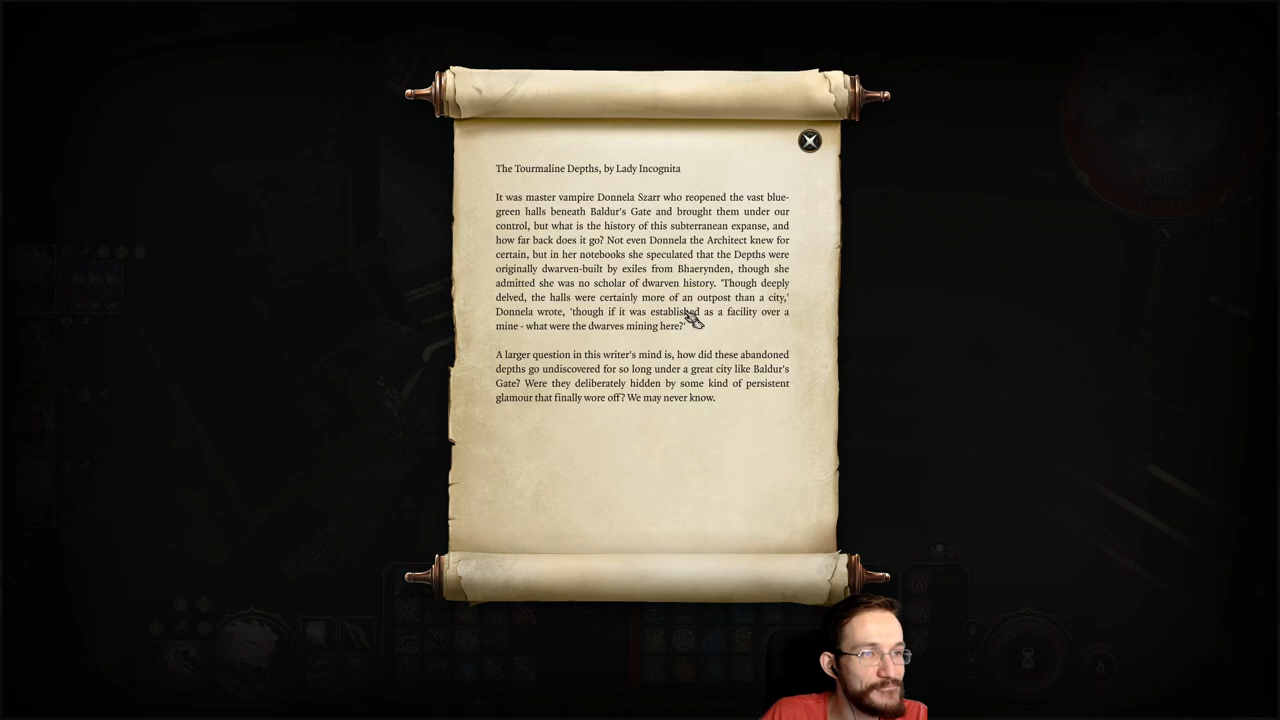 The Tourmaline Depths, by Lady Incognita
It was master vampire Donnela Szarr who reopened the vast blue-
green halls beneath Baldur's Gate and brought them under our
control, but what is the history of this subterranean expanse, and
how far back does it go? Not even Donnela the Architect knew for
certain, but in her notebooks she speculated that the Depths were
originally dwarven-built by exiles from Bhaerynden, though she
admitted she was no scholar of dwarven history. 'Though deeply
delved, the halls were certainly more of an outpost than a city,'
Donnela wrote, 'though if it was established as a facility over a
mine - what were the dwarves mining here?'
A larger question in this writer's mind is, how did these abandoned
depths go undiscovered for so long under a great city like Baldur's
Gate? Were they deliberately hidden by some kind of persistent
glamour that finally wore off? We may never know.